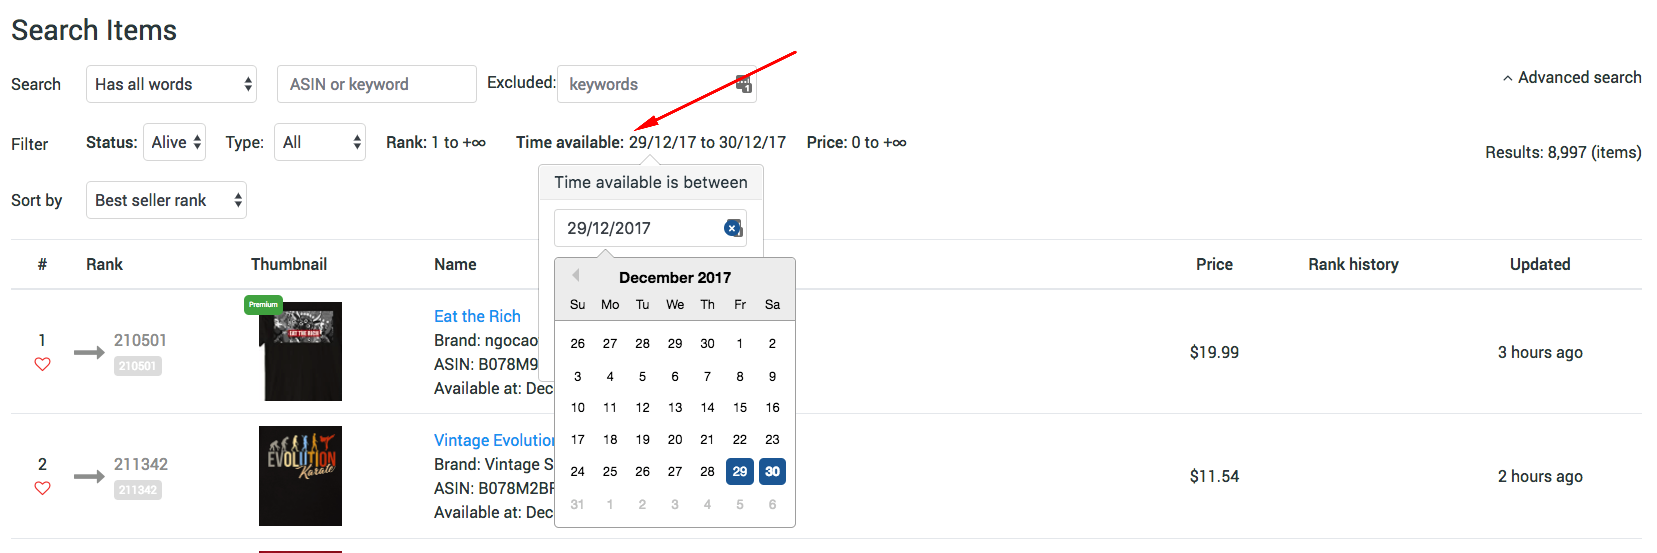 Search Items
Search Has all words ASIN or keyword Excluded: keywords 1 Advanced search
Filter Status: Alive Type: All Rank: 1 to +∞ Time available: 29/12/17 to 30/12/17 Price: 0 to +∞
Results: 8,997 (items)
Time available is between
Sort by Best seller rank
29/12/2017
# Rank Thumbnail Name Price Rank history Updated
December 2017
Su Mo Tu We Th Fr Sa
26 27 28 29 30 1 2
3 4 5 6 7 8 9
10 11 12 13 14 15 16
17 18 19 20 21 22 23
24 25 26 27 28 29 30
31 1 2 3 4 5 6
Premium
EAT THE RICH
1 210501
210501
Eat the Rich
Brand: ngocao
ASIN: B078M9
Available at: Dec
$19.99 3 hours ago
EVOLUTION
Karate
2 211342
211342
Vintage Evolution
Brand: Vintage S
ASIN: B078M2BF
Available at: Dec
$11.54 2 hours ago